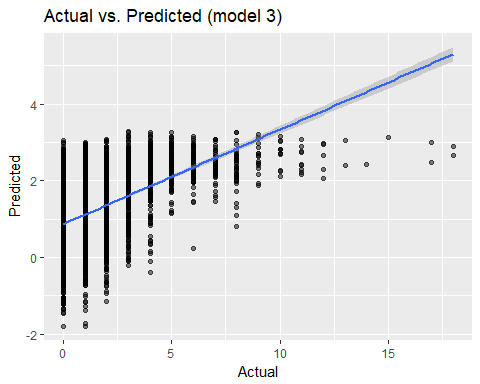 Actual vs. Predicted (model 3)
Predicted
4
2
0
-2
0 5 10 15
Actual